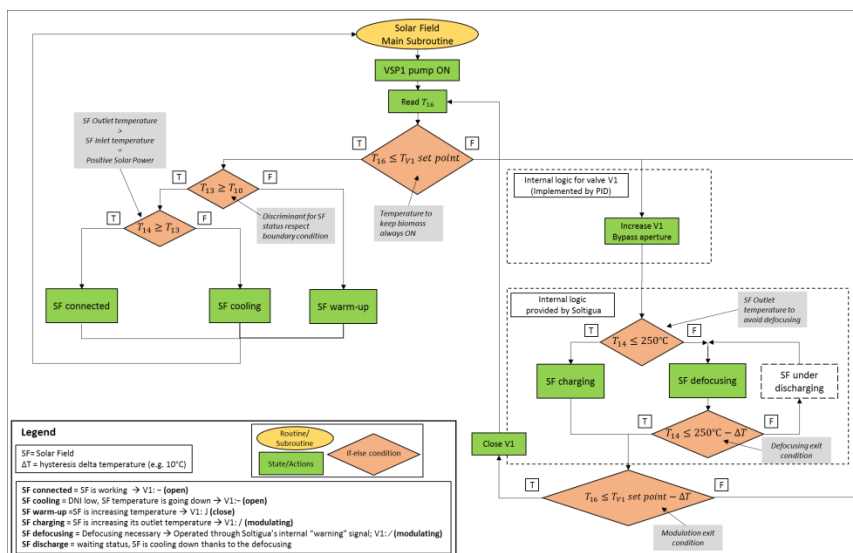 Solar Field
Main Subroutine
VSP1 pump ON
Read T₁₆
T
F
T₁₆ ≤ T_V1 set point
SF Outlet temperature
>
SF Inlet temperature
=
Positive Solar Power
T
F
T₁₃ ≥ T₁₀
Discriminant for SF
status respect
boundary condition
Temperature to
keep biomass
always ON
T
F
T₁₄ ≥ T₁₃
SF connected
SF cooling
SF warm-up
Internal logic for valve V1
(Implemented by PID)
Increase V1
Bypass aperture
Internal logic
provided by Soltigua
SF Outlet
temperature to
avoid defocusing
T
F
T₁₄ ≤ 250°C
SF charging
SF defocusing
SF under
discharging
T
F
T₁₄ ≤ 250°C − ΔT
Defocusing exit
condition
Close V1
T
F
T₁₆ ≤ T_V1 set point − ΔT
Modulation exit
condition
Legend
SF= Solar Field
ΔT = hysteresis delta temperature (e.g. 10°C)
Routine/
Subroutine
State/Actions
If-else condition
SF connected = SF is working → V1: − (open)
SF cooling = DNI low, SF temperature is going down → V1:− (open)
SF warm-up =SF is increasing temperature → V1: ⅃ (close)
SF charging = SF is increasing its outlet temperature → V1: / (modulating)
SF defocusing = Defocusing necessary → Operated through Soltigua's internal “warning” signal; V1: / (modulating)
SF discharge = waiting status, SF is cooling down thanks to the defocusing